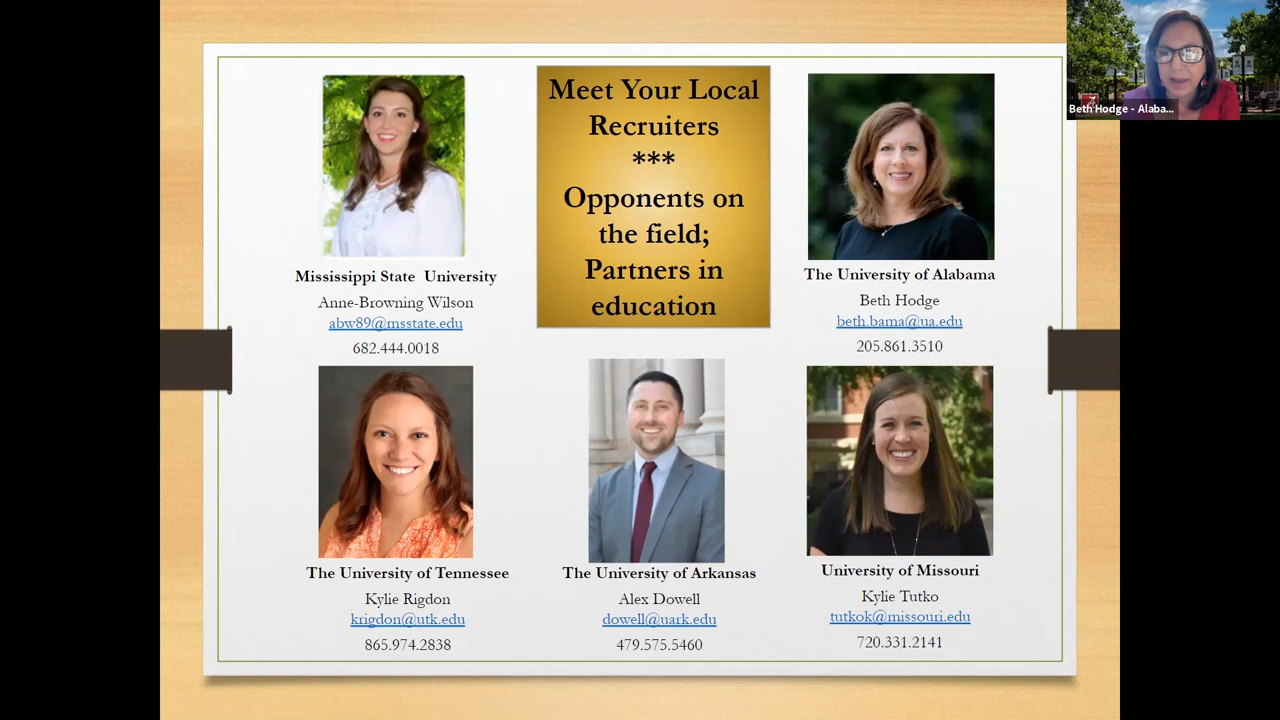 Meet Your Local
Recruiters
***
Opponents on
the field;
Partners in
education
Mississippi State University
Anne-Browning Wilson
abw89@msstate.edu
682.444.0018
The University of Alabama
Beth Hodge
beth.bama@ua.edu
205.861.3510
The University of Tennessee
Kylie Rigdon
krigdon@utk.edu
865.974.2838
The University of Arkansas
Alex Dowell
dowell@uark.edu
479.575.5460
University of Missouri
Kylie Tutko
tutkok@missouri.edu
720.331.2141
Beth Hodge - Alaba...